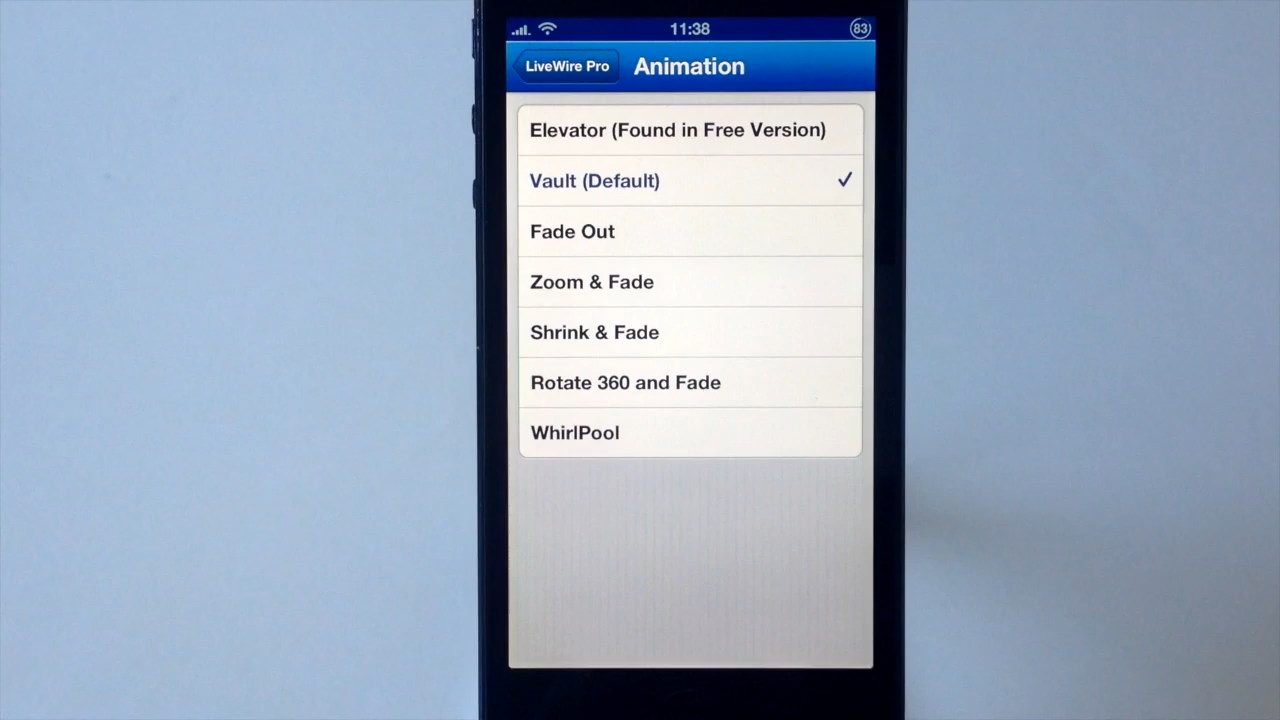 11:38
83
LiveWire Pro
Animation
Elevator (Found in Free Version)
Vault (Default)
Fade Out
Zoom & Fade
Shrink & Fade
Rotate 360 and Fade
WhirlPool